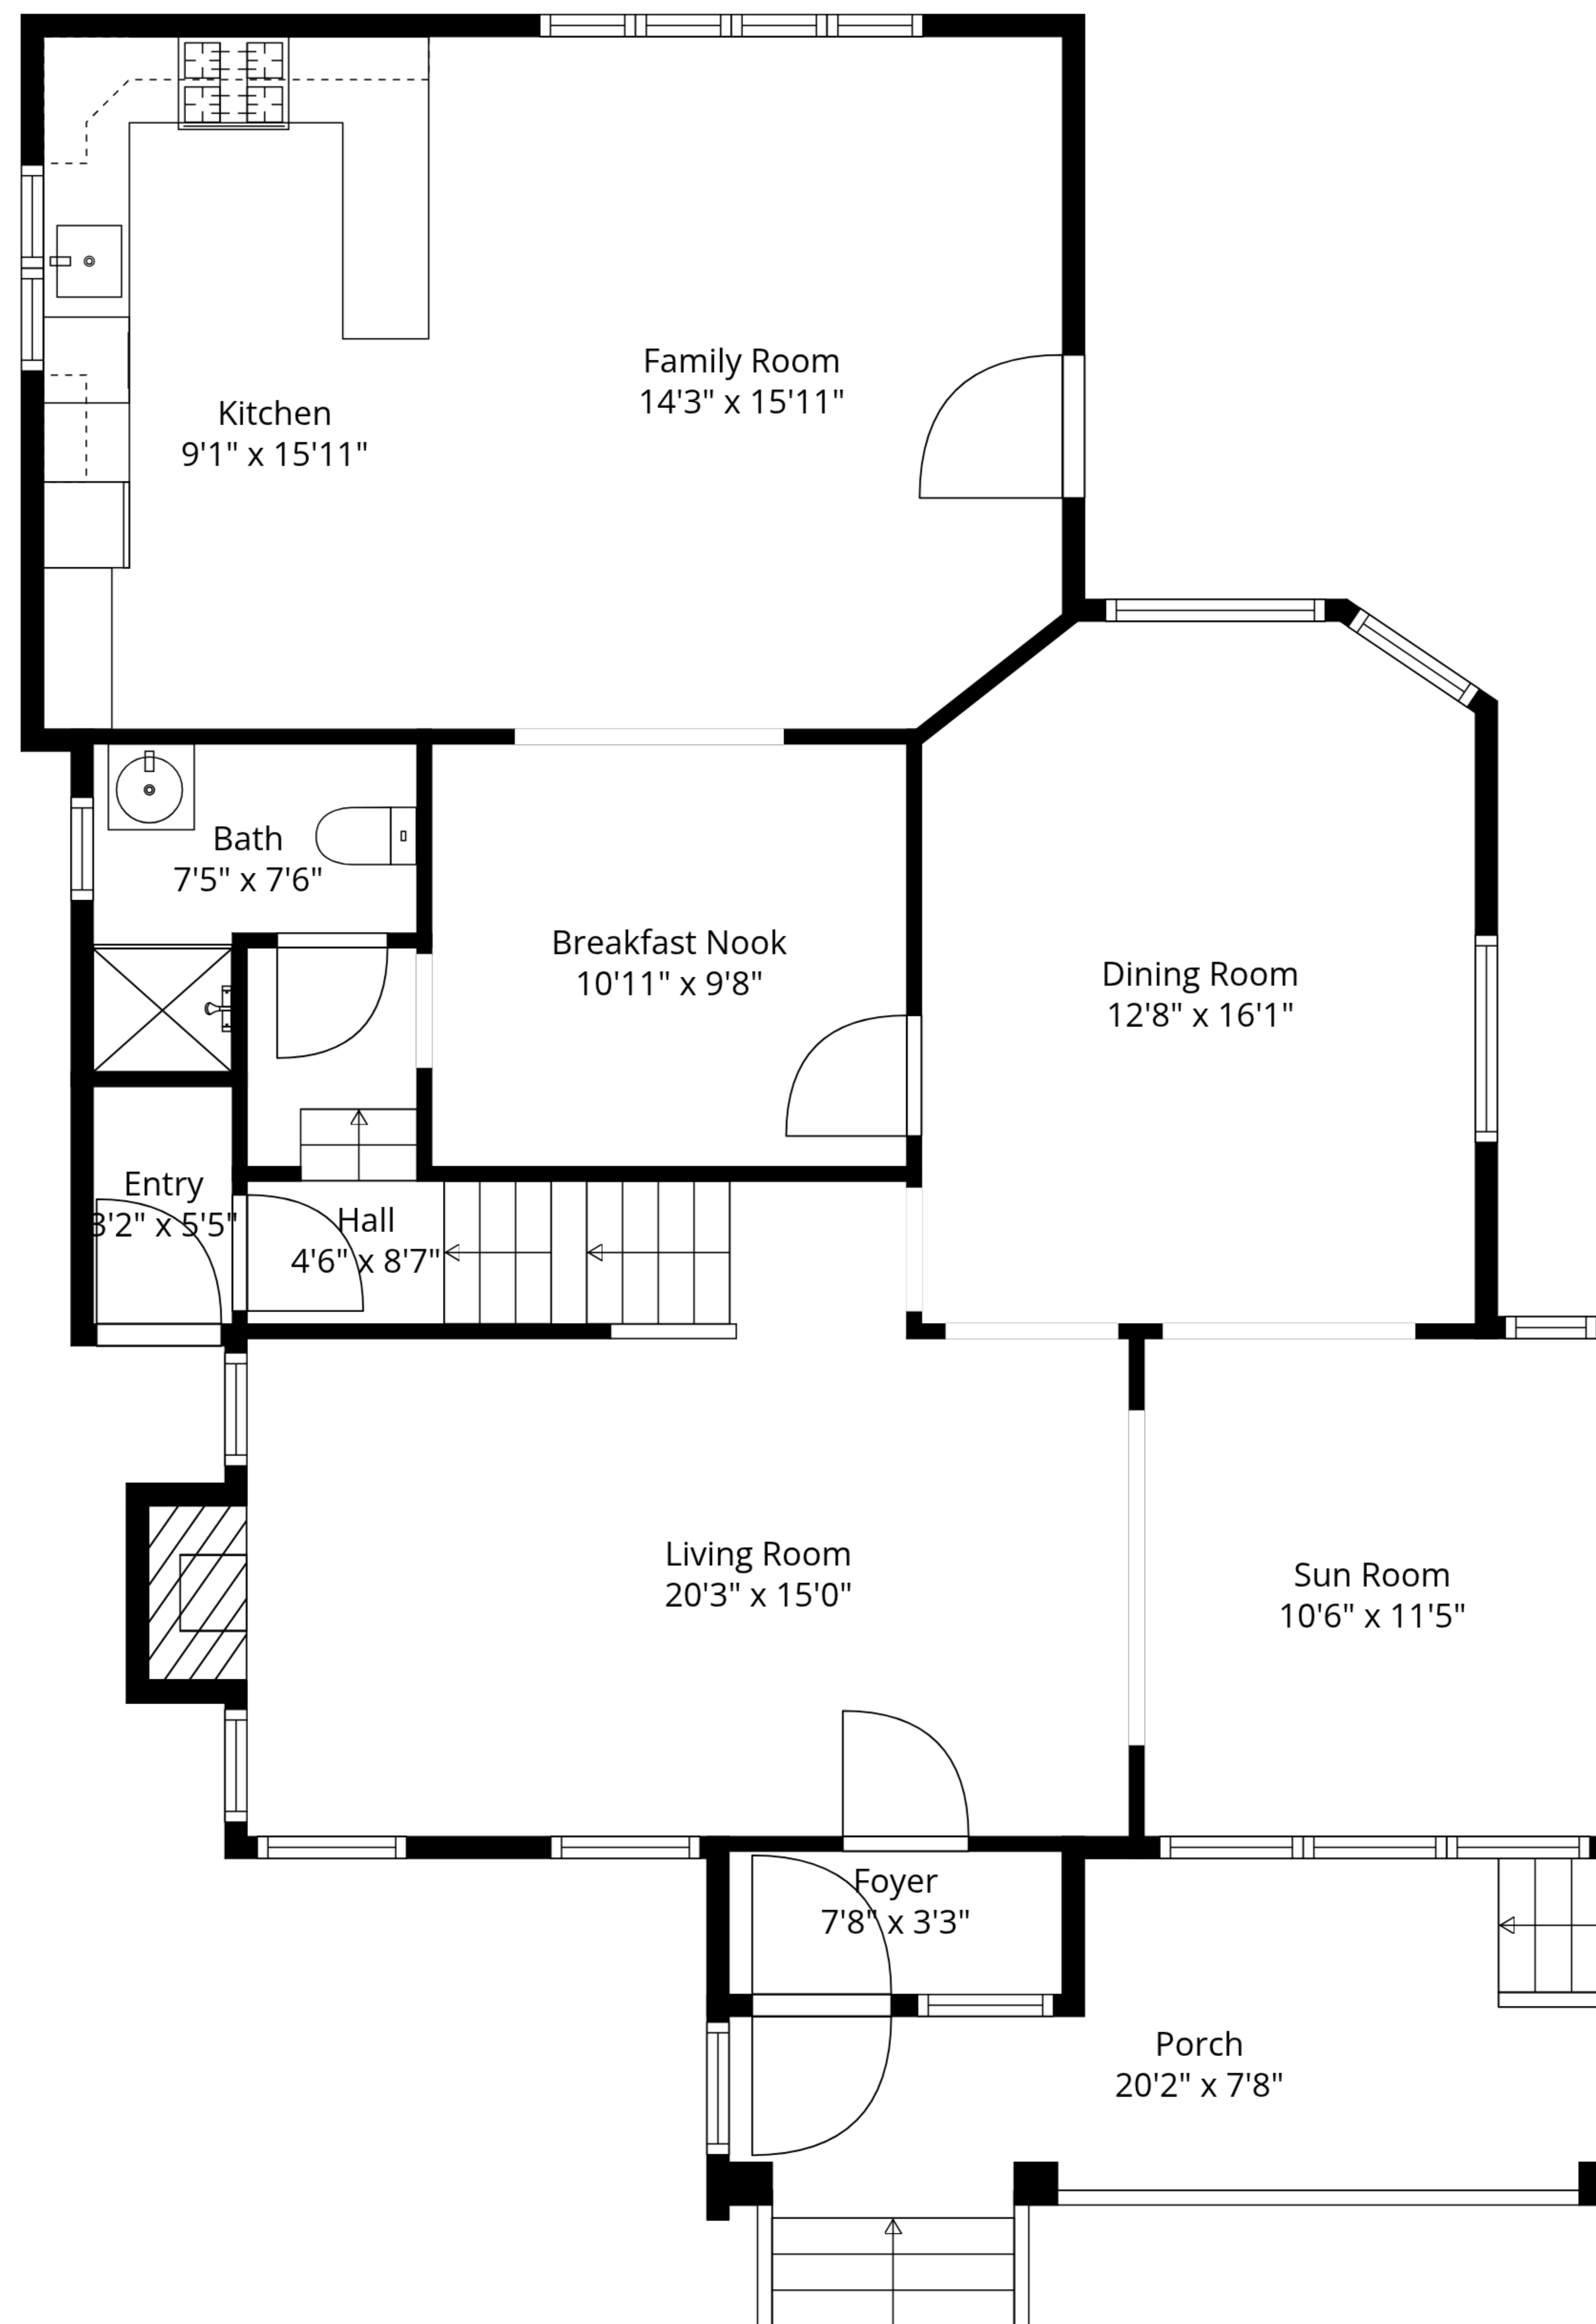 Family Room
14'3" x 15'11"
Kitchen
9'1" x 15'11"
Bath
7'5" x 7'6"
Breakfast Nook
10'11" x 9'8"
Dining Room
12'8" x 16'1"
Entry
3'2" x 5'5"
Hall
4'6" x 8'7"
Living Room
20'3" x 15'0"
Sun Room
10'6" x 11'5"
Foyer
7'8" x 3'3"
Porch
20'2" x 7'8"